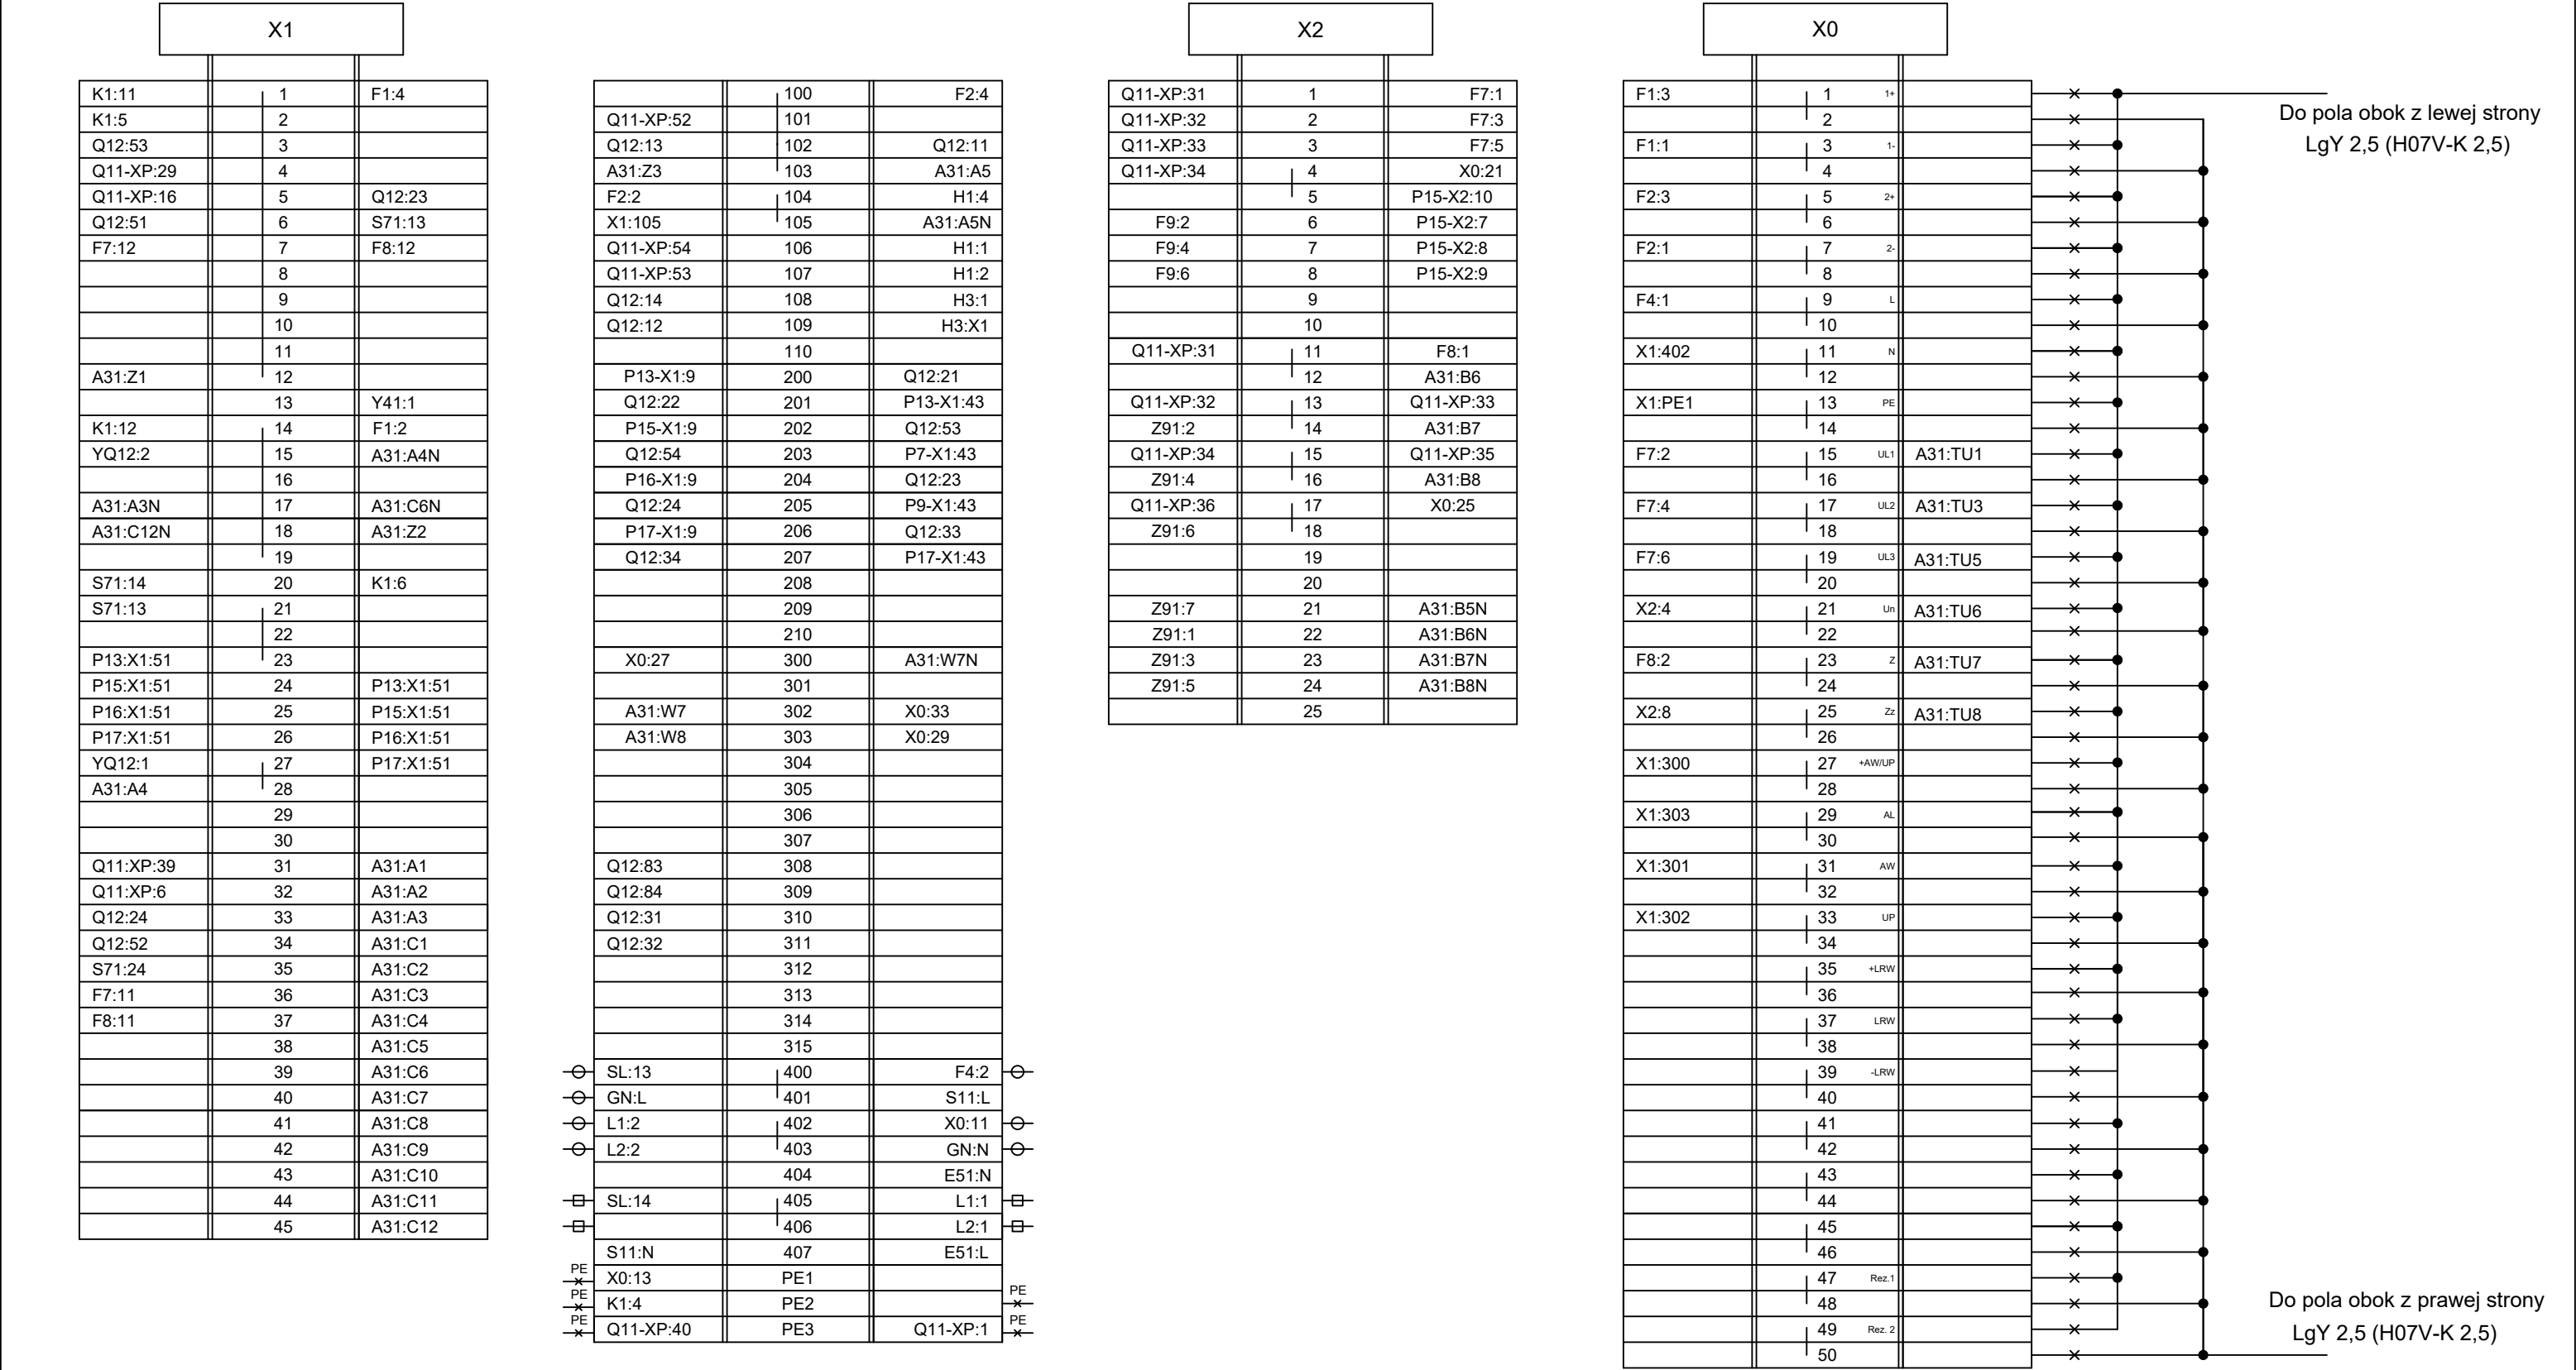 X1
K1:11 1 F1:4
K1:5 2
Q12:53 3
Q11-XP:29 4
Q11-XP:16 5 Q12:23
Q12:51 6 S71:13
F7:12 7 F8:12
8
9
10
11
A31:Z1 12
13 Y41:1
K1:12 14 F1:2
YQ12:2 15 A31:A4N
16
A31:A3N 17 A31:C6N
A31:C12N 18 A31:Z2
19
S71:14 20 K1:6
S71:13 21
22
P13:X1:51 23
P15:X1:51 24 P13:X1:51
P16:X1:51 25 P15:X1:51
P17:X1:51 26 P16:X1:51
YQ12:1 27 P17:X1:51
A31:A4 28
29
30
Q11:XP:39 31 A31:A1
Q11:XP:6 32 A31:A2
Q12:24 33 A31:A3
Q12:52 34 A31:C1
S71:24 35 A31:C2
F7:11 36 A31:C3
F8:11 37 A31:C4
38 A31:C5
39 A31:C6
40 A31:C7
41 A31:C8
42 A31:C9
43 A31:C10
44 A31:C11
45 A31:C12
100 F2:4
Q11-XP:52 101
Q12:13 102 Q12:11
A31:Z3 103 A31:A5
F2:2 104 H1:4
X1:105 105 A31:A5N
Q11-XP:54 106 H1:1
Q11-XP:53 107 H1:2
Q12:14 108 H3:1
Q12:12 109 H3:X1
110
P13-X1:9 200 Q12:21
Q12:22 201 P13-X1:43
P15-X1:9 202 Q12:53
Q12:54 203 P7-X1:43
P16-X1:9 204 Q12:23
Q12:24 205 P9-X1:43
P17-X1:9 206 Q12:33
Q12:34 207 P17-X1:43
208
209
210
X0:27 300 A31:W7N
301
A31:W7 302 X0:33
A31:W8 303 X0:29
304
305
306
307
Q12:83 308
Q12:84 309
Q12:31 310
Q12:32 311
312
313
314
315
SL:13 400 F4:2
GN:L 401 S11:L
L1:2 402 X0:11
L2:2 403 GN:N
404 E51:N
SL:14 405 L1:1
406 L2:1
S11:N 407 E51:L
PE X0:13 PE1
PE K1:4 PE2 PE
PE Q11-XP:40 PE3 Q11-XP:1 PE
X2
Q11-XP:31 1 F7:1
Q11-XP:32 2 F7:3
Q11-XP:33 3 F7:5
Q11-XP:34 4 X0:21
5 P15-X2:10
F9:2 6 P15-X2:7
F9:4 7 P15-X2:8
F9:6 8 P15-X2:9
9
10
Q11-XP:31 11 F8:1
12 A31:B6
Q11-XP:32 13 Q11-XP:33
Z91:2 14 A31:B7
Q11-XP:34 15 Q11-XP:35
Z91:4 16 A31:B8
Q11-XP:36 17 X0:25
Z91:6 18
19
20
Z91:7 21 A31:B5N
Z91:1 22 A31:B6N
Z91:3 23 A31:B7N
Z91:5 24 A31:B8N
25
X0
F1:3 1 1+
2
F1:1 3 1-
4
F2:3 5 2+
6
F2:1 7 2-
8
F4:1 9 L
10
X1:402 11 N
12
X1:PE1 13 PE
14
F7:2 15 UL1 A31:TU1
16
F7:4 17 UL2 A31:TU3
18
F7:6 19 UL3 A31:TU5
20
X2:4 21 Un A31:TU6
22
F8:2 23 Z A31:TU7
24
X2:8 25 Zz A31:TU8
26
X1:300 27 +AW/UP
28
X1:303 29 AL
30
X1:301 31 AW
32
X1:302 33 UP
34
35 +LRW
36
37 LRW
38
39 -LRW
40
41
42
43
44
45
46
47 Rez.1
48
49 Rez. 2
50
Do pola obok z lewej strony
LgY 2,5 (H07V-K 2,5)
Do pola obok z prawej strony
LgY 2,5 (H07V-K 2,5)